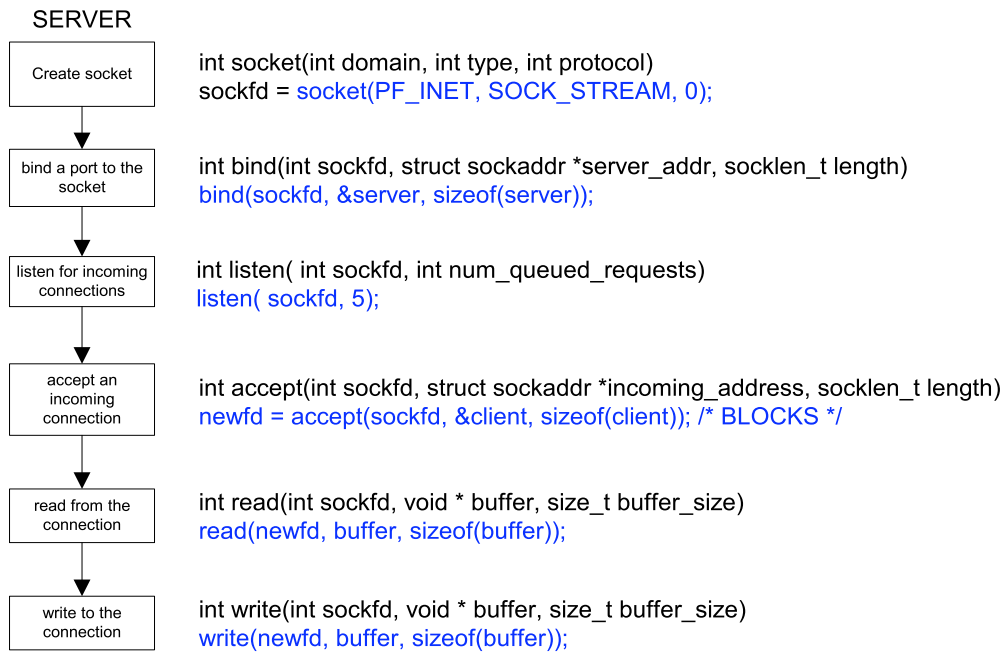 SERVER
Create socket
int socket(int domain, int type, int protocol)
sockfd = socket(PF_INET, SOCK_STREAM, 0);
bind a port to the
socket
int bind(int sockfd, struct sockaddr *server_addr, socklen_t length)
bind(sockfd, &server, sizeof(server));
listen for incoming
connections
int listen( int sockfd, int num_queued_requests)
listen( sockfd, 5);
accept an
incoming
connection
int accept(int sockfd, struct sockaddr *incoming_address, socklen_t length)
newfd = accept(sockfd, &client, sizeof(client)); /* BLOCKS */
read from the
connection
int read(int sockfd, void * buffer, size_t buffer_size)
read(newfd, buffer, sizeof(buffer));
write to the
connection
int write(int sockfd, void * buffer, size_t buffer_size)
write(newfd, buffer, sizeof(buffer));